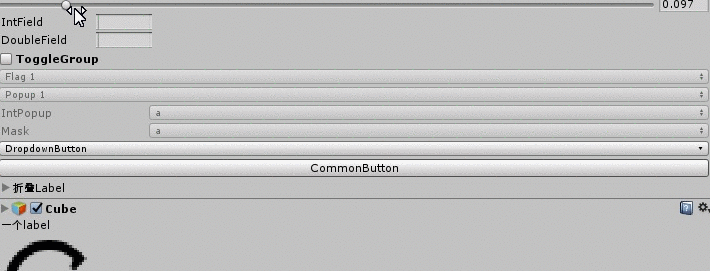 0.097
IntField
DoubleField
ToggleGroup
Flag 1
Popup 1
IntPopup a
Mask a
DropdownButton
CommonButton
折叠Label
Cube
一个label